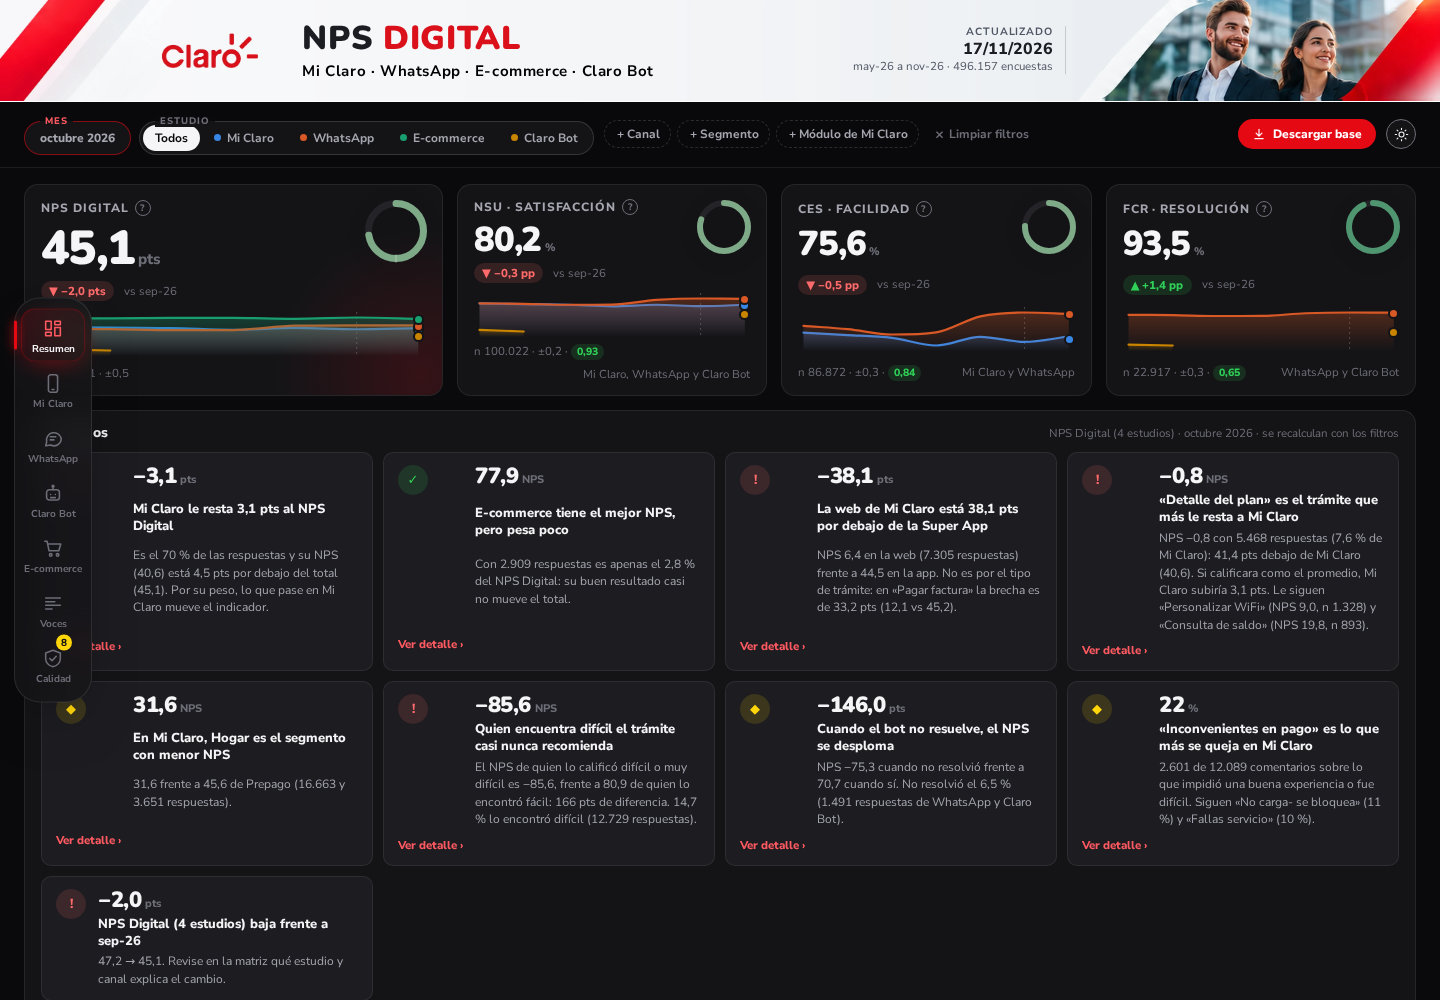 Claro
NPS DIGITAL
Mi Claro · WhatsApp · E-commerce · Claro Bot
ACTUALIZADO
17/11/2026
may-26 a nov-26 · 496.157 encuestas
MES
octubre 2026
ESTUDIO
Todos
Mi Claro
WhatsApp
E-commerce
Claro Bot
+ Canal
+ Segmento
+ Módulo de Mi Claro
× Limpiar filtros
Descargar base
NPS DIGITAL ?
45,1 pts
▼ −2,0 pts vs sep-26
1 · ±0,5
NSU · SATISFACCIÓN ?
80,2 %
▼ −0,3 pp vs sep-26
n 100.022 · ±0,2 · 0,93
Mi Claro, WhatsApp y Claro Bot
CES · FACILIDAD ?
75,6 %
▼ −0,5 pp vs sep-26
n 86.872 · ±0,3 · 0,84
Mi Claro y WhatsApp
FCR · RESOLUCIÓN ?
93,5 %
▲ +1,4 pp vs sep-26
n 22.917 · ±0,3 · 0,65
WhatsApp y Claro Bot
Resumen
Mi Claro
WhatsApp
Claro Bot
E-commerce
Voces
8
Calidad
os
NPS Digital (4 estudios) · octubre 2026 · se recalculan con los filtros
−3,1 pts
Mi Claro le resta 3,1 pts al NPS
Digital
Es el 70 % de las respuestas y su NPS
(40,6) está 4,5 pts por debajo del total
(45,1). Por su peso, lo que pase en Mi
Claro mueve el indicador.
talle ›
✓
77,9 NPS
E-commerce tiene el mejor NPS,
pero pesa poco
Con 2.909 respuestas es apenas el 2,8 %
del NPS Digital: su buen resultado casi
no mueve el total.
Ver detalle ›
!
−38,1 pts
La web de Mi Claro está 38,1 pts
por debajo de la Super App
NPS 6,4 en la web (7.305 respuestas)
frente a 44,5 en la app. No es por el tipo
de trámite: en «Pagar factura» la brecha es
de 33,2 pts (12,1 vs 45,2).
Ver detalle ›
!
−0,8 NPS
«Detalle del plan» es el trámite que
más le resta a Mi Claro
NPS −0,8 con 5.468 respuestas (7,6 % de
Mi Claro): 41,4 pts debajo de Mi Claro
(40,6). Si calificara como el promedio, Mi
Claro subiría 3,1 pts. Le siguen
«Personalizar WiFi» (NPS 9,0, n 1.328) y
«Consulta de saldo» (NPS 19,8, n 893).
Ver detalle ›
◆
31,6 NPS
En Mi Claro, Hogar es el segmento
con menor NPS
31,6 frente a 45,6 de Prepago (16.663 y
3.651 respuestas).
Ver detalle ›
!
−85,6 NPS
Quien encuentra difícil el trámite
casi nunca recomienda
El NPS de quien lo calificó difícil o muy
difícil es −85,6, frente a 80,9 de quien lo
encontró fácil: 166 pts de diferencia. 14,7
% lo encontró difícil (12.729 respuestas).
Ver detalle ›
◆
−146,0 pts
Cuando el bot no resuelve, el NPS
se desploma
NPS −75,3 cuando no resolvió frente a
70,7 cuando sí. No resolvió el 6,5 %
(1.491 respuestas de WhatsApp y Claro
Bot).
Ver detalle ›
◆
22 %
«Inconvenientes en pago» es lo que
más se queja en Mi Claro
2.601 de 12.089 comentarios sobre lo
que impidió una buena experiencia o fue
difícil. Siguen «No carga- se bloquea» (11
%) y «Fallas servicio» (10 %).
Ver detalle ›
!
−2,0 pts
NPS Digital (4 estudios) baja frente a
sep-26
47,2 → 45,1. Revise en la matriz qué estudio y
canal explica el cambio.